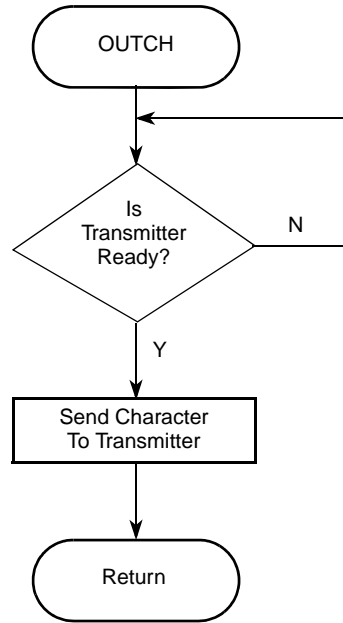 OUTCH
Is
Transmitter
Ready?
N
Y
Send Character
To Transmitter
Return